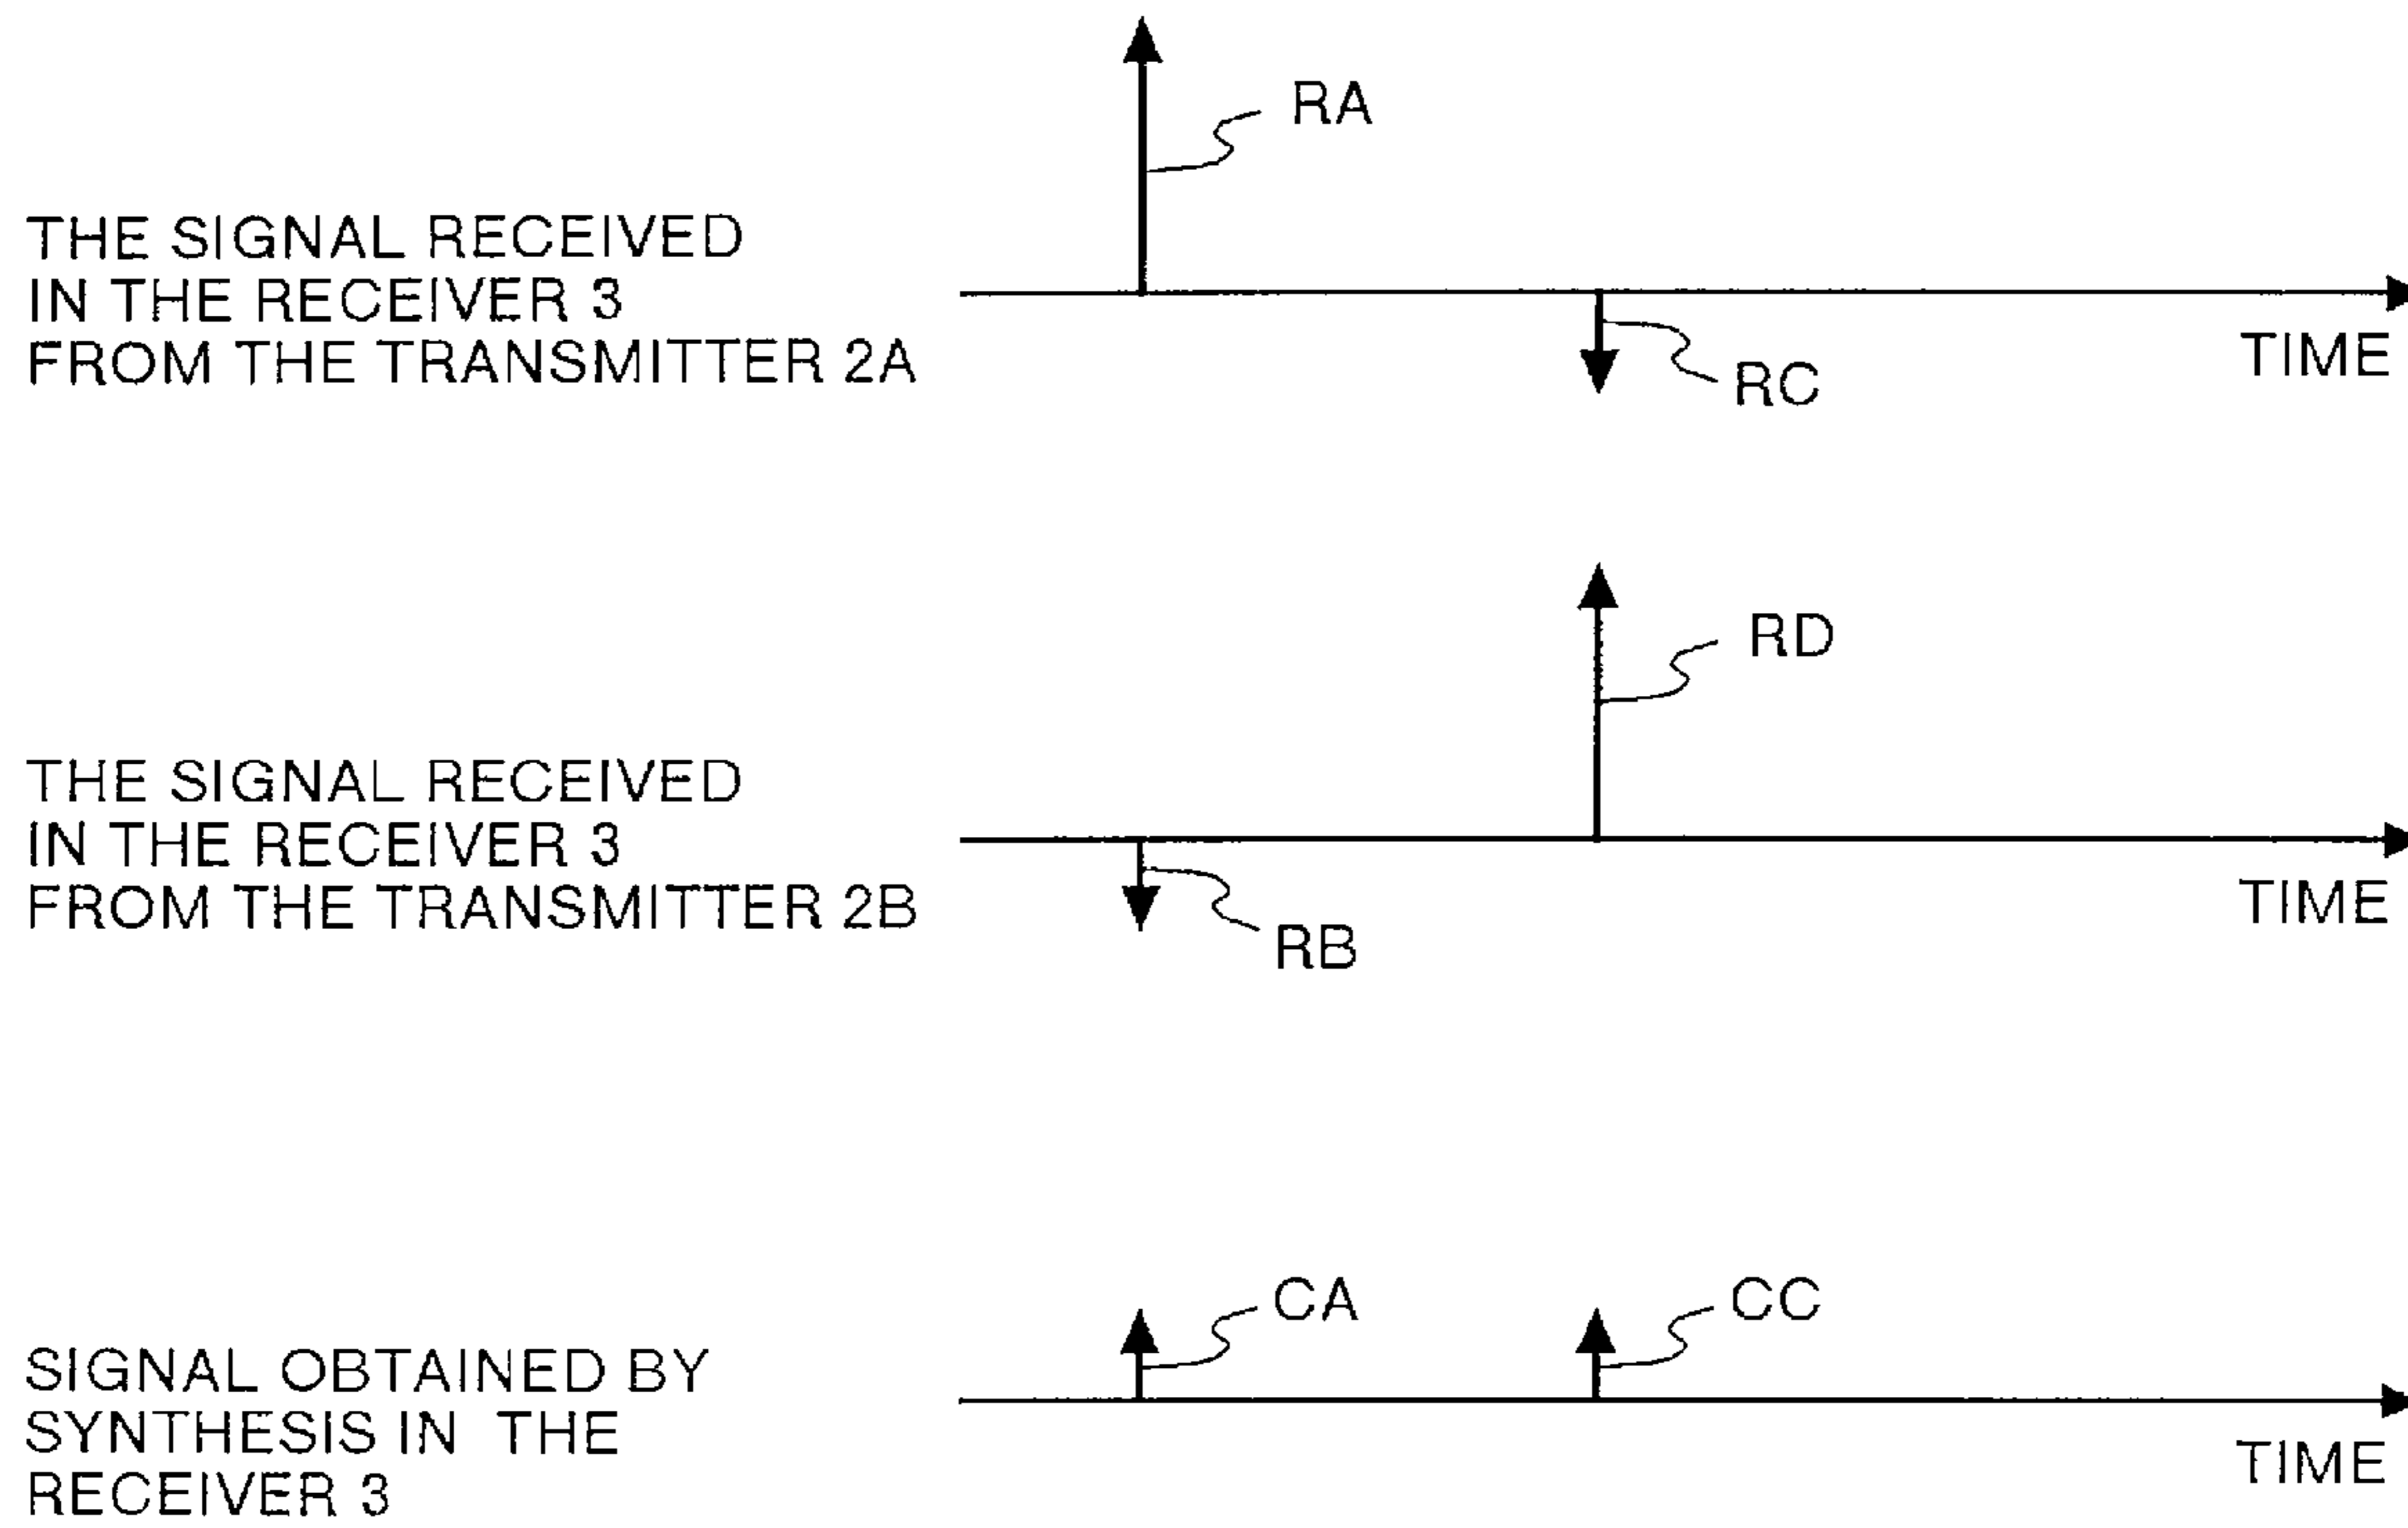 RA
THE SIGNAL RECEIVED
IN THE RECEIVER 3
FROM THE TRANSMITTER 2A
TIME
RC
RD
THE SIGNAL RECEIVED
IN THE RECEIVER 3
FROM THE TRANSMITTER 2B
TIME
RB
CA
CC
SIGNAL OBTAINED BY
SYNTHESIS IN THE
RECEIVER 3
TIME